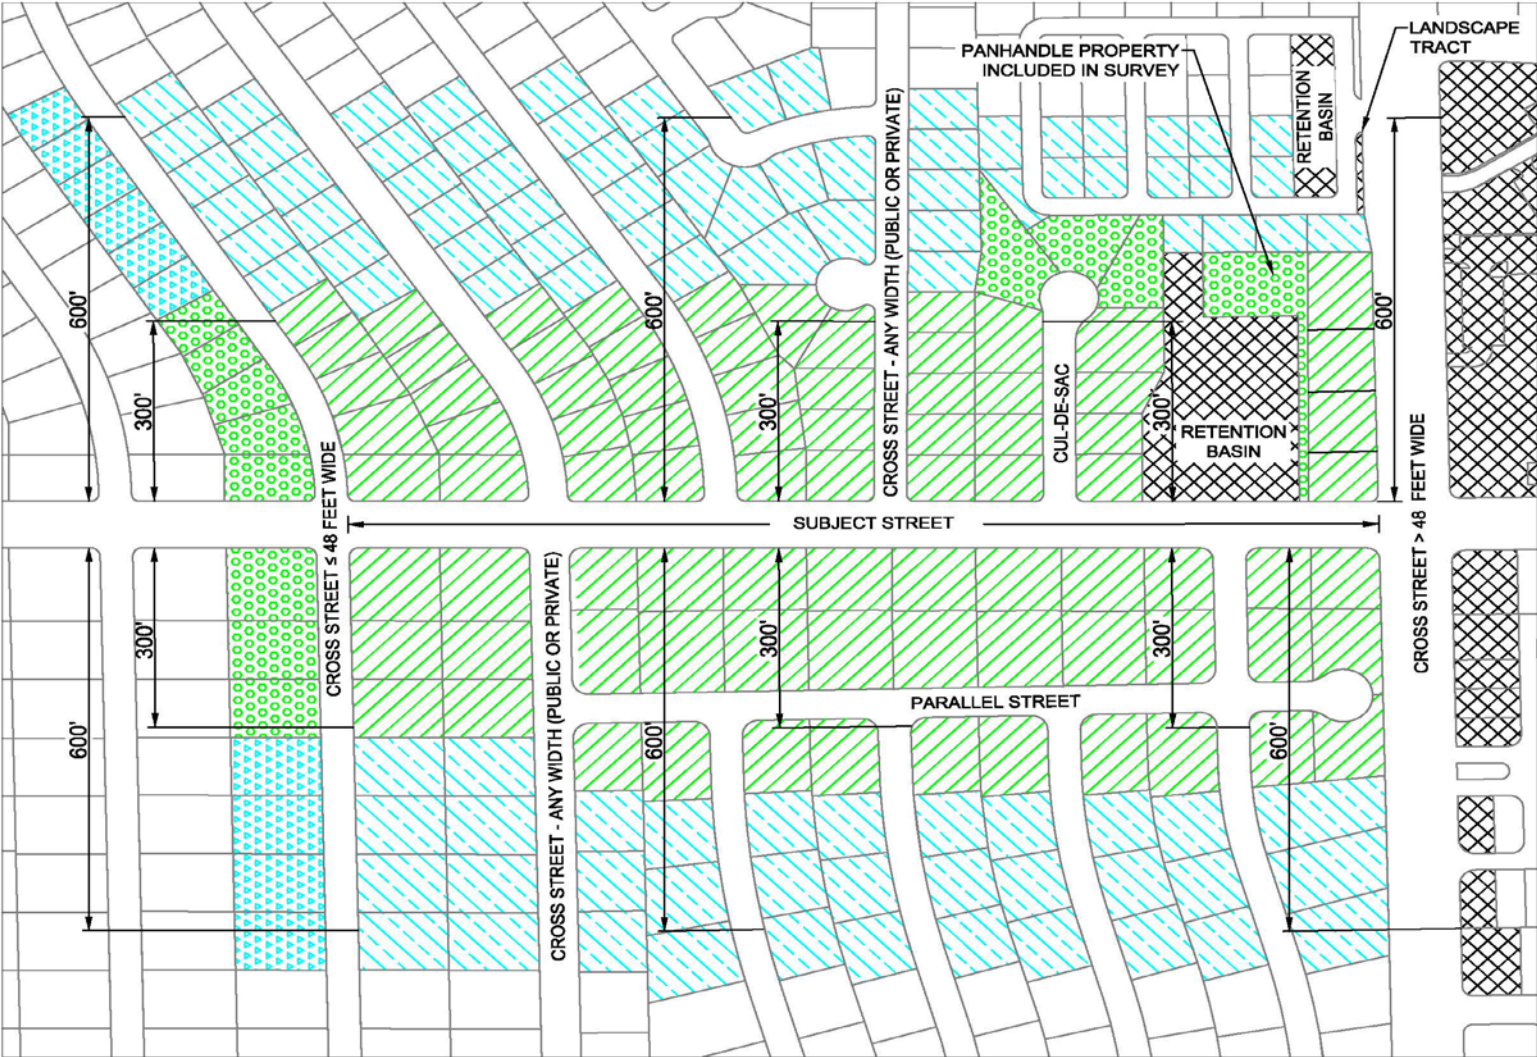 LANDSCAPE
TRACT
PANHANDLE PROPERTY
INCLUDED IN SURVEY
RETENTION
BASIN
600'
600'
600'
CROSS STREET - ANY WIDTH (PUBLIC OR PRIVATE)
300'
300'
300'
CUL-DE-SAC
RETENTION
BASIN
CROSS STREET ≤ 48 FEET WIDE
SUBJECT STREET
CROSS STREET > 48 FEET WIDE
CROSS STREET - ANY WIDTH (PUBLIC OR PRIVATE)
300'
300'
300'
PARALLEL STREET
600'
600'
600'